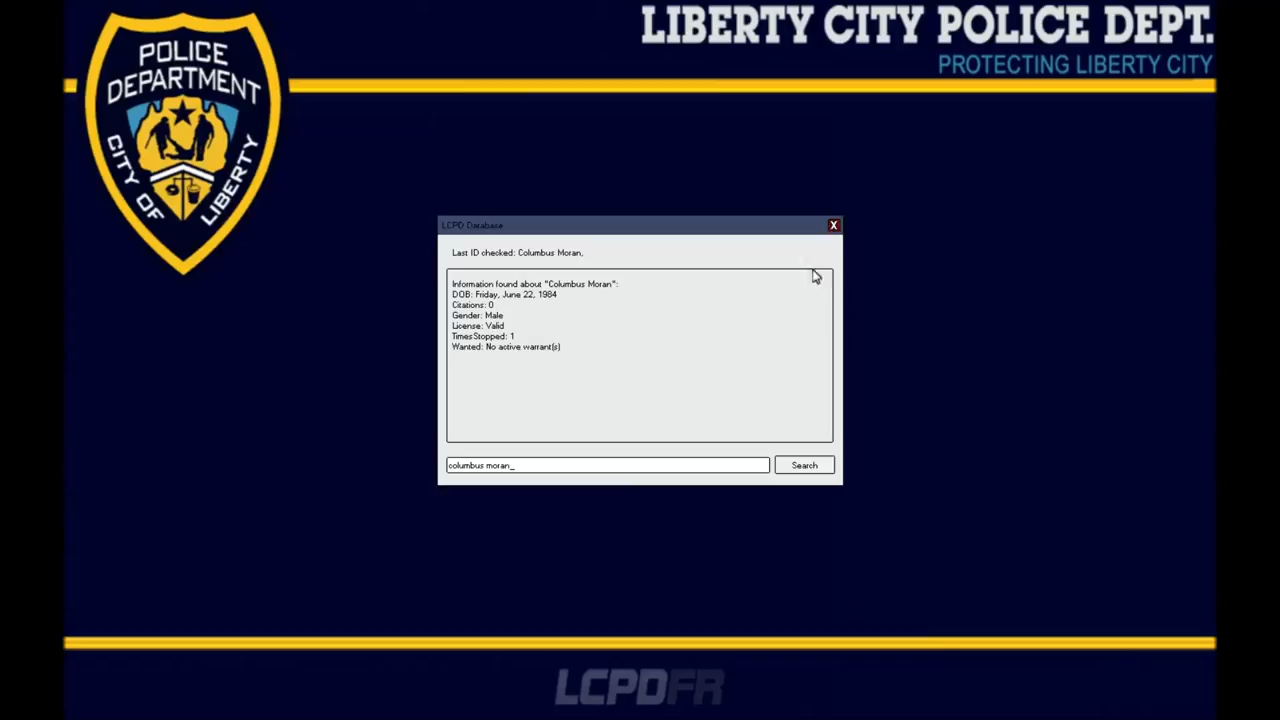 LIBERTY CITY POLICE DEPT.
PROTECTING LIBERTY CITY
POLICE
DEPARTMENT
CITY OF LIBERTY
LCPD Database
X
Last ID checked: Columbus Moran,
Information found about "Columbus Moran":
DOB: Friday, June 22, 1984
Citations: 0
Gender: Male
License: Valid
TimesStopped: 1
Wanted: No active warrant(s)
columbus moran_
Search
LCPDFR